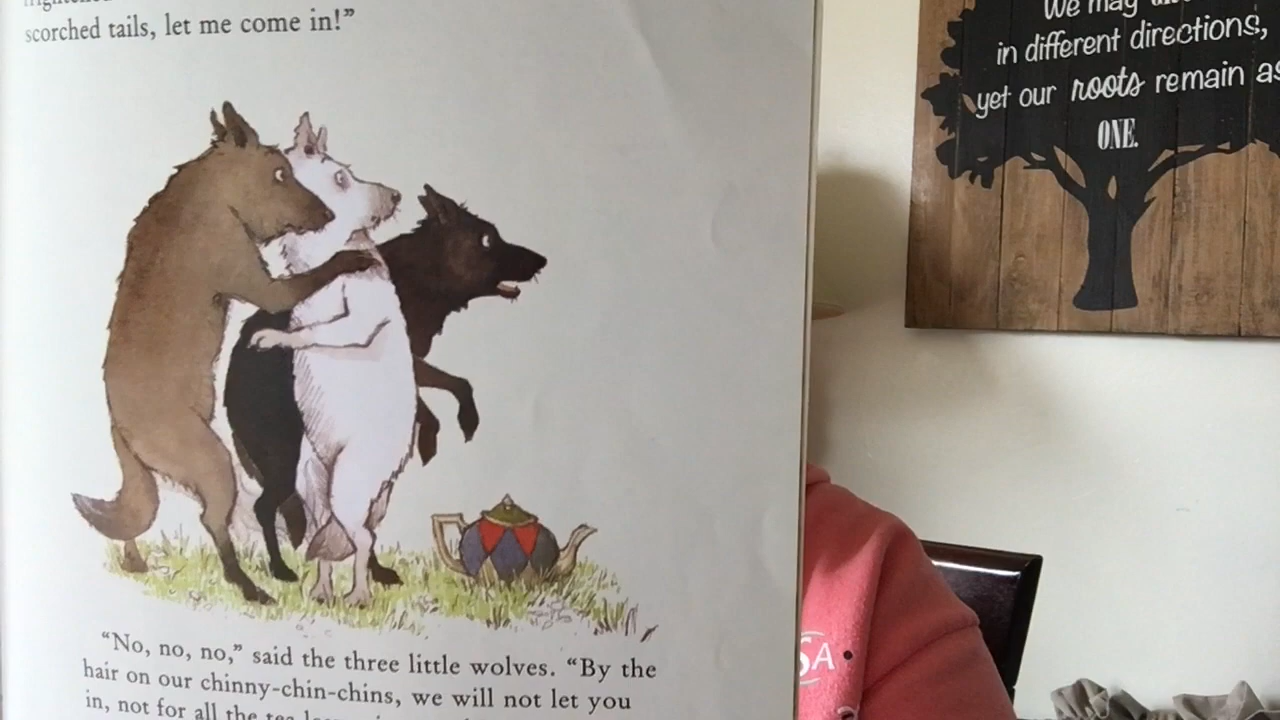 scorched tails, let me come in!”
“No, no, no,” said the three little wolves. “By the
hair on our chinny-chin-chins, we will not let you
in, not for all the tea
We may
in different directions,
yet our roots remain as
ONE.
SA